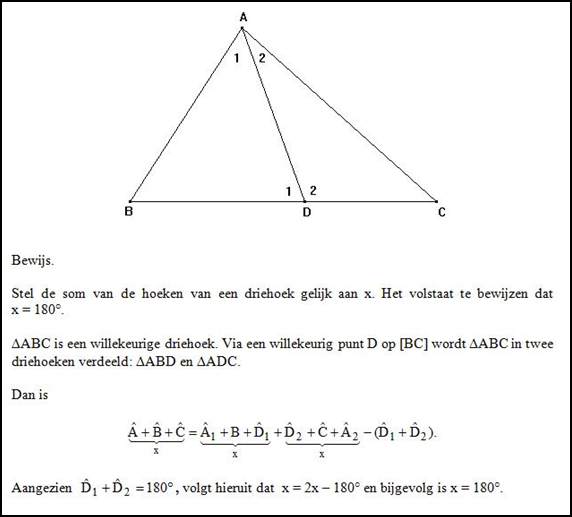 A
1 2
1 2
B D C
Bewijs.
Stel de som van de hoeken van een driehoek gelijk aan x. Het volstaat te bewijzen dat
x = 180°.
ΔABC is een willekeurige driehoek. Via een willekeurig punt D op [BC] wordt ΔABC in twee
driehoeken verdeeld: ΔABD en ΔADC.
Dan is
Â + B̂ + Ĉ = Â₁ + B + D̂₁ + D̂₂ + Ĉ + Â₂ − (D̂₁ + D̂₂).
x x x
Aangezien D̂₁ + D̂₂ = 180°, volgt hieruit dat x = 2x − 180° en bijgevolg is x = 180°.